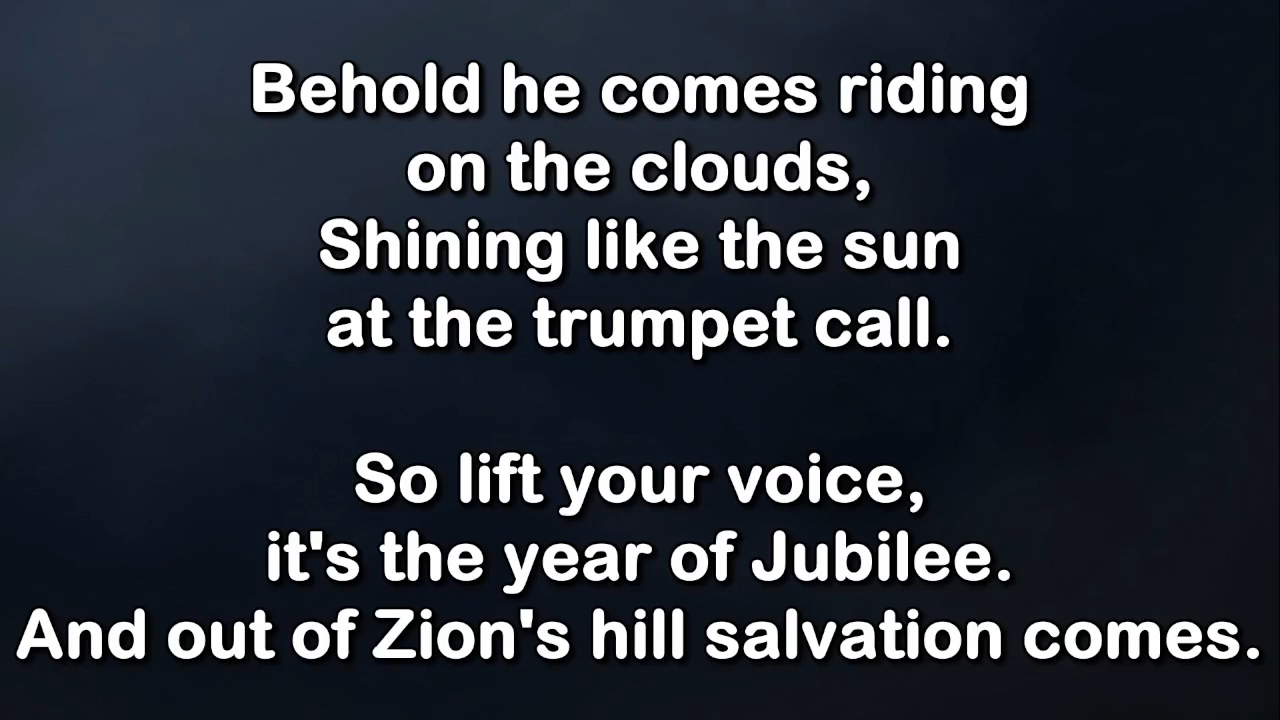 Behold he comes riding
on the clouds,
Shining like the sun
at the trumpet call.
So lift your voice,
it's the year of Jubilee.
And out of Zion's hill salvation comes.